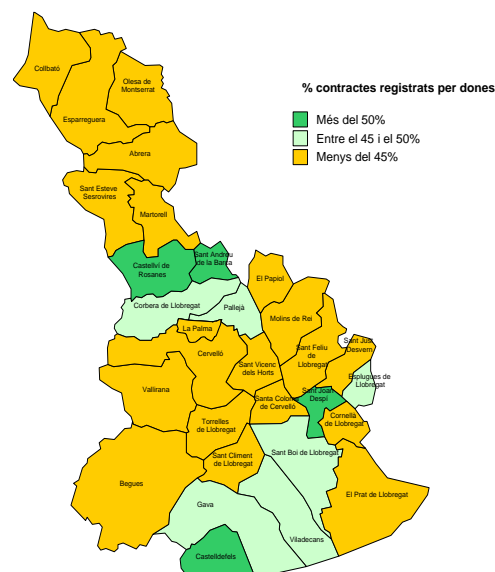 Collbató
Olesa de
Montserrat
% contractes registrats per dones
Més del 50%
Entre el 45 i el 50%
Menys del 45%
Esparreguera
Abrera
Sant Esteve
Sesrovires
Martorell
Sant Andreu
de la Barca
Castellví de
Rosanes
El Papiol
Corbera de Llobregat
Pallejà
Molins de Rei
La Palma
Cervelló
Sant Feliu
de
Llobregat
Sant Just
Desvern
Sant Vicenc
dels Horts
Esplugues de
Llobregat
Vallirana
Santa Coloma
de Cervelló
Sant Joan
Despí
Cornellà
de Llobregat
Torrelles
de Llobregat
Sant Climent
de Llobregat
Sant Boi de Llobregat
Begues
El Prat de Llobregat
Gava
Viladecans
Castelldefels